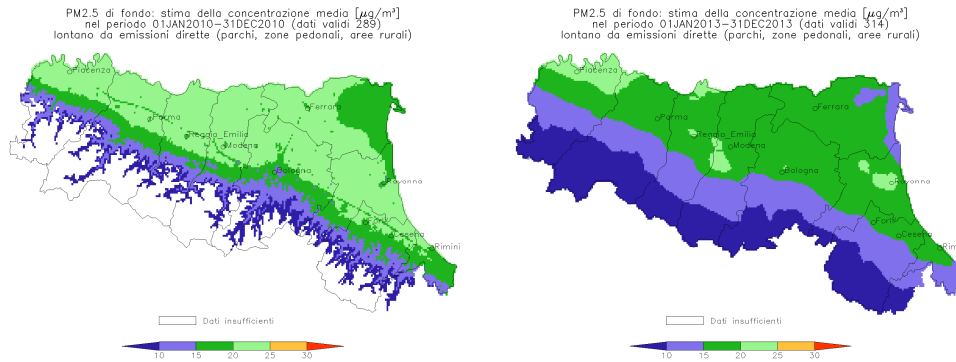 PM2.5 di fondo: stima della concentrazione media [µg/m³]
nel periodo 01JAN2010-31DEC2010 (dati validi 289)
lontano da emissioni dirette (parchi, zone pedonali, aree rurali)
Piacenza
Parma
Reggio_Emilia
Modena
Ferrara
Bologna
Ravenna
Forlì
Cesena
Rimini
Dati insufficienti
10 15 20 25 30
PM2.5 di fondo: stima della concentrazione media [µg/m³]
nel periodo 01JAN2013-31DEC2013 (dati validi 314)
lontano da emissioni dirette (parchi, zone pedonali, aree rurali)
Piacenza
Parma
Reggio_Emilia
Modena
Ferrara
Bologna
Ravenna
Forlì
Cesena
Rim
Dati insufficienti
10 15 20 25 30